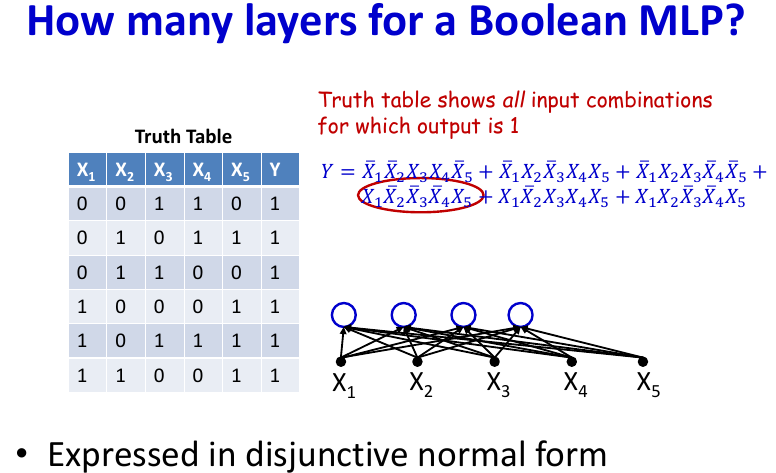 How many layers for a Boolean MLP?
Truth table shows all input combinations
for which output is 1
Truth Table
X₁ X₂ X₃ X₄ X₅ Y
0 0 1 1 0 1
0 1 0 1 1 1
0 1 1 0 0 1
1 0 0 0 1 1
1 0 1 1 1 1
1 1 0 0 1 1
Y = X̄₁X̄₂X₃X₄X̄₅ + X̄₁X₂X̄₃X₄X₅ + X̄₁X₂X₃X̄₄X̄₅ +
X₁X̄₂X̄₃X̄₄X₅ + X₁X̄₂X₃X₄X₅ + X₁X₂X̄₃X̄₄X₅
X₁ X₂ X₃ X₄ X₅
• Expressed in disjunctive normal form